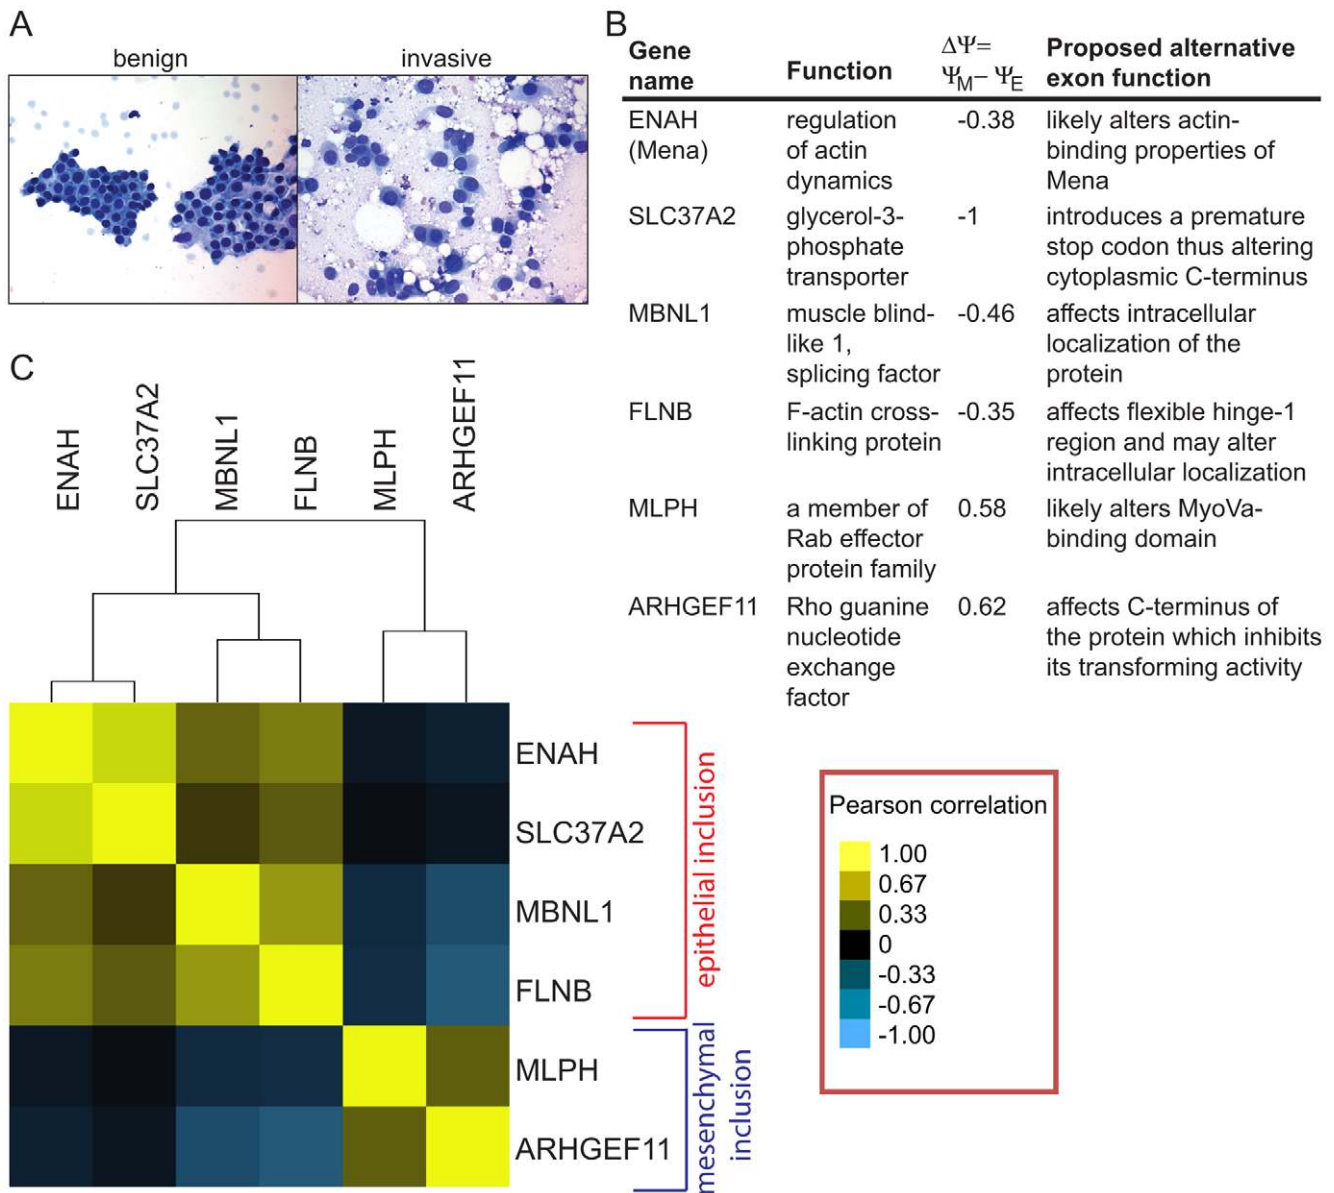 A
benign
invasive
B
Gene name
Function
ΔΨ= Ψ_M − Ψ_E
Proposed alternative exon function
ENAH (Mena)
regulation of actin dynamics
-0.38
likely alters actin-binding properties of Mena
SLC37A2
glycerol-3-phosphate transporter
-1
introduces a premature stop codon thus altering cytoplasmic C-terminus
MBNL1
muscle blind-like 1, splicing factor
-0.46
affects intracellular localization of the protein
FLNB
F-actin cross-linking protein
-0.35
affects flexible hinge-1 region and may alter intracellular localization
MLPH
a member of Rab effector protein family
0.58
likely alters MyoVa-binding domain
ARHGEF11
Rho guanine nucleotide exchange factor
0.62
affects C-terminus of the protein which inhibits its transforming activity
C
ENAH
SLC37A2
MBNL1
FLNB
MLPH
ARHGEF11
ENAH
SLC37A2
MBNL1
FLNB
MLPH
ARHGEF11
epithelial inclusion
mesenchymal
inclusion
Pearson correlation
1.00
0.67
0.33
0
-0.33
-0.67
-1.00